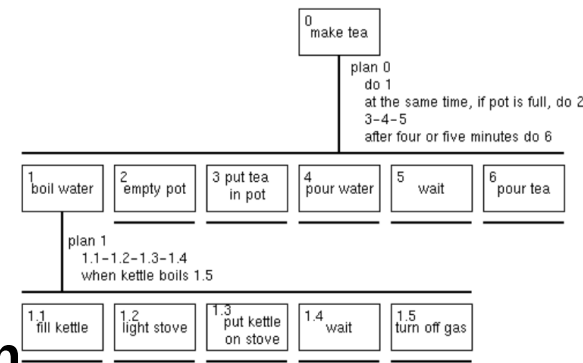 0
make tea
plan 0
do 1
at the same time, if pot is full, do 2
3-4-5
after four or five minutes do 6
1
boil water
2
empty pot
3 put tea
in pot
4
pour water
5
wait
6
pour tea
plan 1
1.1-1.2-1.3-1.4
when kettle boils 1.5
1.1
fill kettle
1.2
light stove
1.3
put kettle
on stove
1.4
wait
1.5
turn off gas